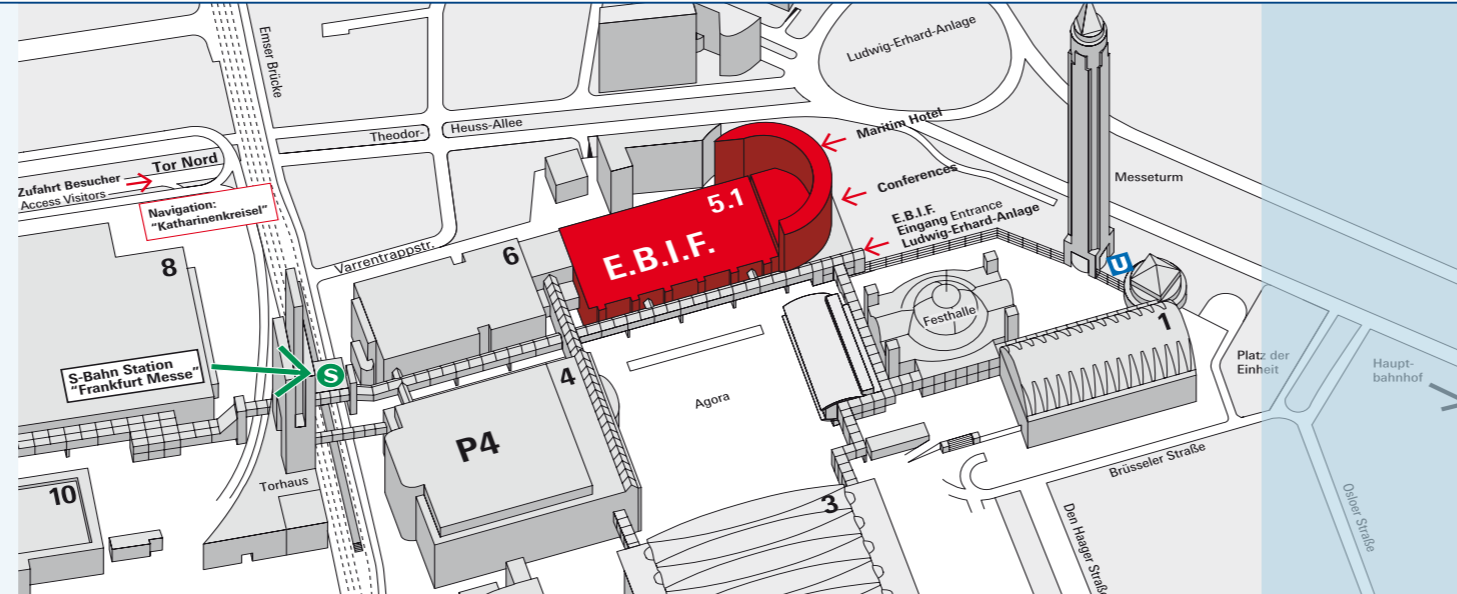 Emser Brücke
Ludwig-Erhard-Anlage
Theodor-
Heuss-Allee
Maritim Hotel
Tor Nord
Zufahrt Besucher
Access Visitors
Navigation:
"Katharinenkreisel"
Conferences
Messeturm
E.B.I.F.
Eingang Entrance
Ludwig-Erhard-Anlage
5.1
E.B.I.F.
Varrentrappstr.
6
8
U
Festhalle
1
S-Bahn Station
"Frankfurt Messe"
S
4
Agora
Platz der
Einheit
Haupt-
bahnhof
P4
Brüsseler Straße
Torhaus
10
3
Osloer Straße
Den Haager Straße